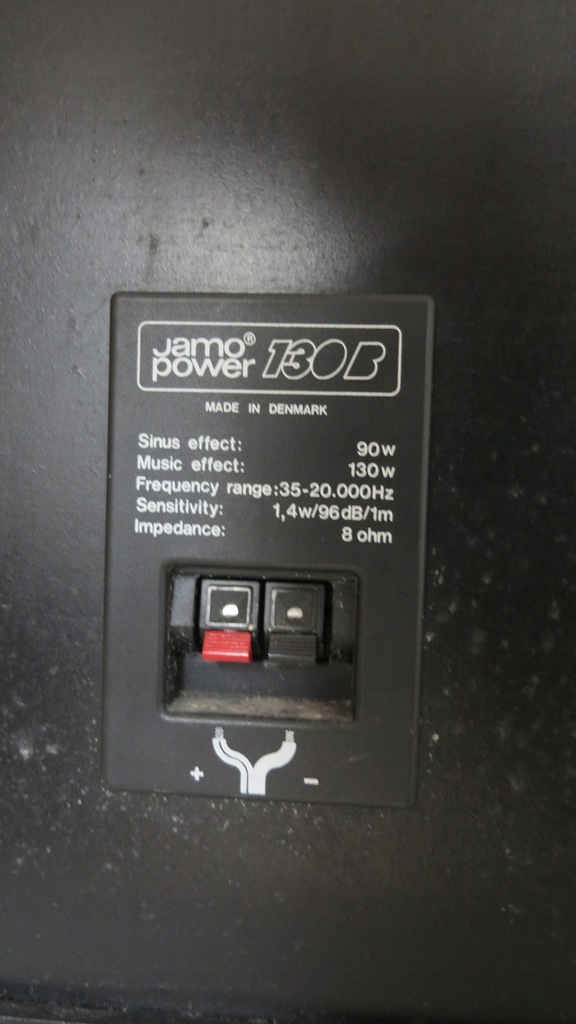 Jamo®
power 130B
MADE IN DENMARK
Sinus effect: 90w
Music effect: 130w
Frequency range:35-20.000Hz
Sensitivity: 1,4w/96dB/1m
Impedance: 8 ohm
+ -